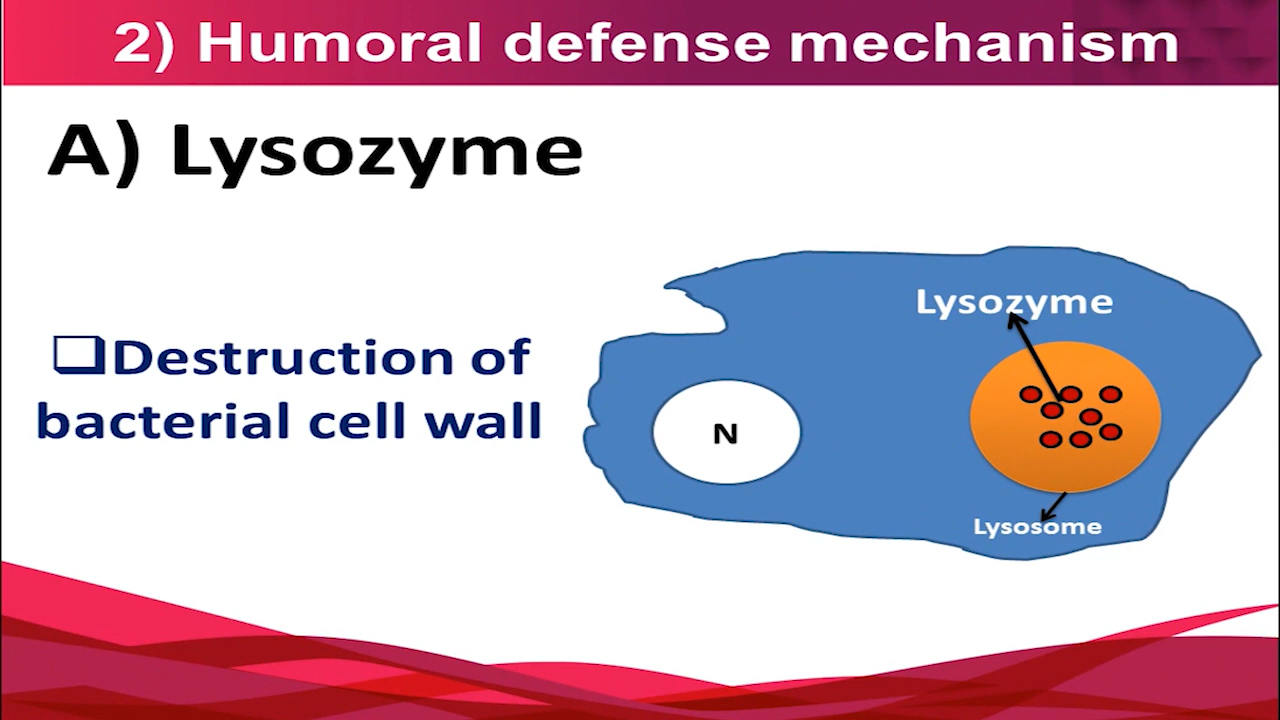 2) Humoral defense mechanism
A) Lysozyme
❑Destruction of
bacterial cell wall
Lysozyme
N
Lysosome